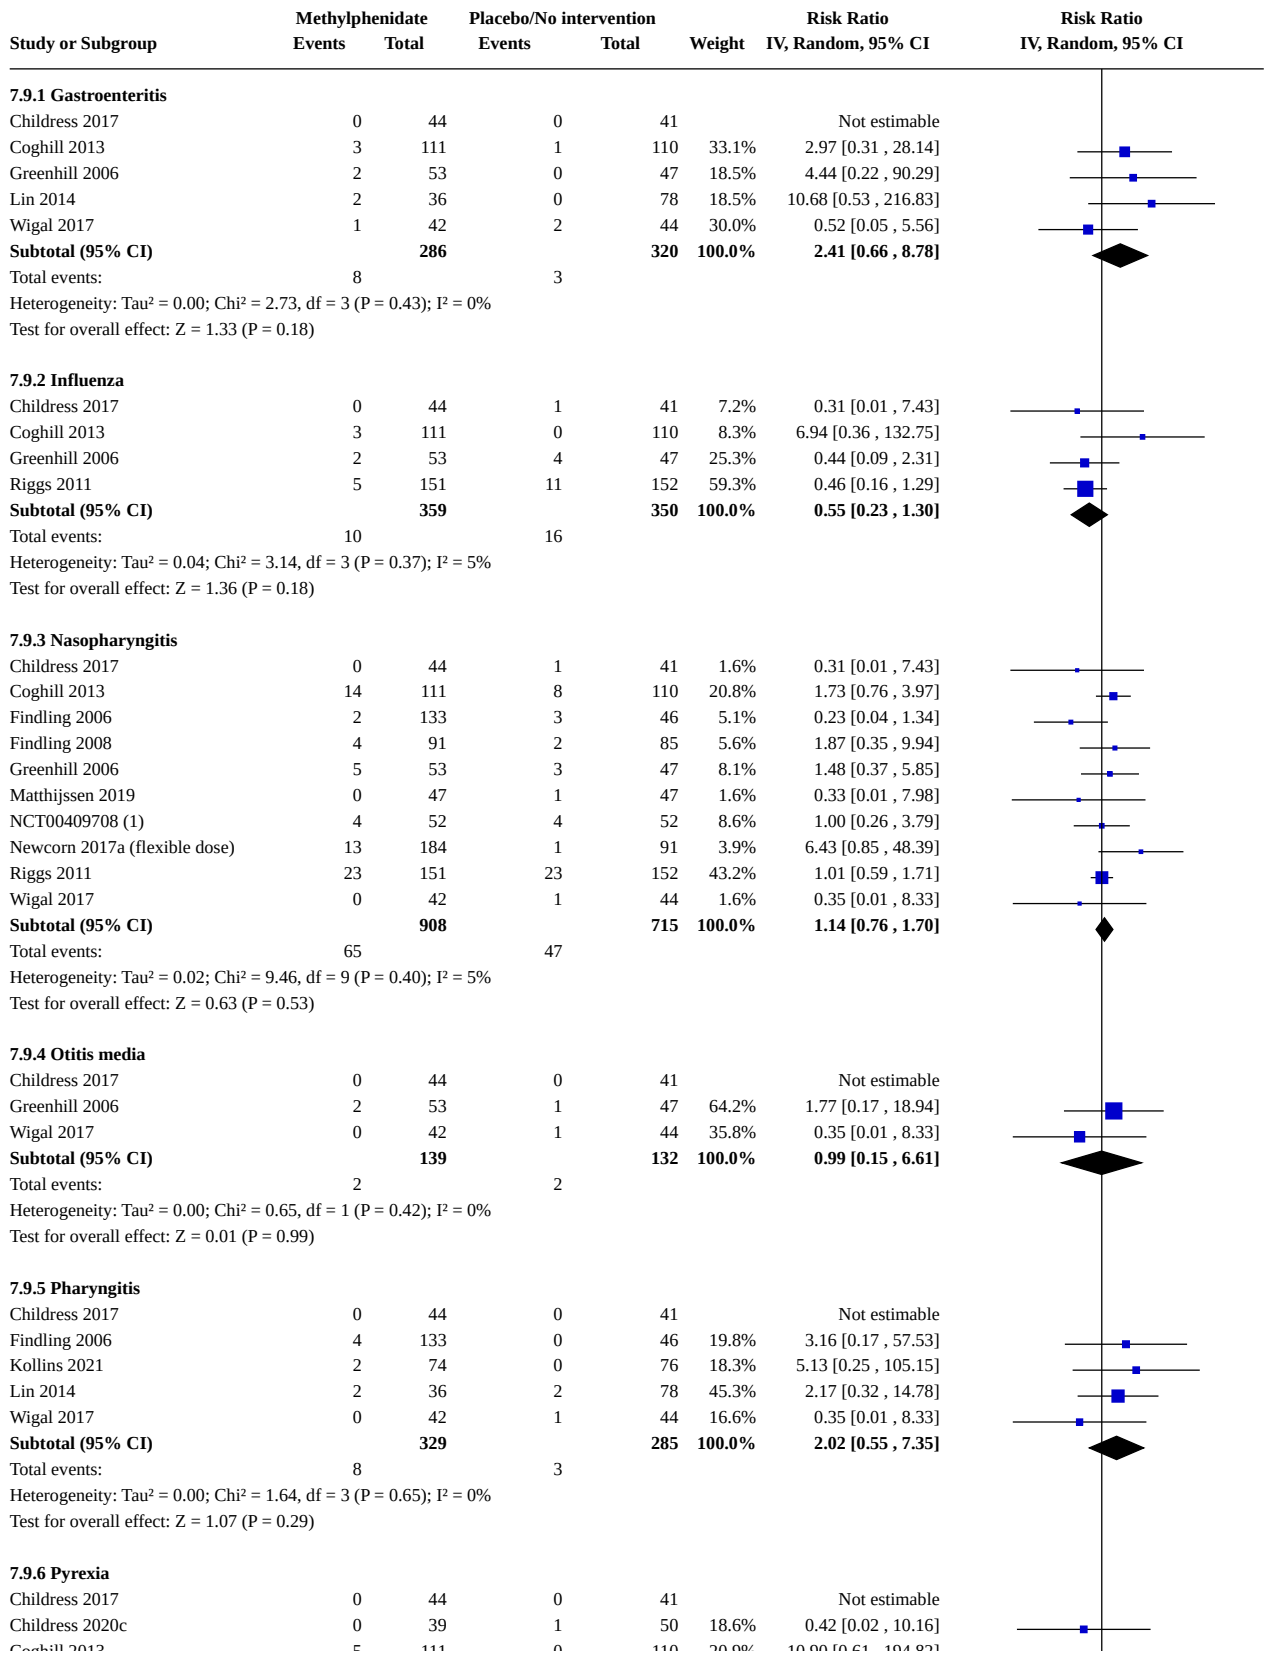 Methylphenidate Placebo/No intervention Risk Ratio Risk Ratio
Study or Subgroup Events Total Events Total Weight IV, Random, 95% CI IV, Random, 95% CI
7.9.1 Gastroenteritis
Childress 2017 0 44 0 41 Not estimable
Coghill 2013 3 111 1 110 33.1% 2.97 [0.31 , 28.14]
Greenhill 2006 2 53 0 47 18.5% 4.44 [0.22 , 90.29]
Lin 2014 2 36 0 78 18.5% 10.68 [0.53 , 216.83]
Wigal 2017 1 42 2 44 30.0% 0.52 [0.05 , 5.56]
Subtotal (95% CI) 286 320 100.0% 2.41 [0.66 , 8.78]
Total events: 8 3
Heterogeneity: Tau² = 0.00; Chi² = 2.73, df = 3 (P = 0.43); I² = 0%
Test for overall effect: Z = 1.33 (P = 0.18)
7.9.2 Influenza
Childress 2017 0 44 1 41 7.2% 0.31 [0.01 , 7.43]
Coghill 2013 3 111 0 110 8.3% 6.94 [0.36 , 132.75]
Greenhill 2006 2 53 4 47 25.3% 0.44 [0.09 , 2.31]
Riggs 2011 5 151 11 152 59.3% 0.46 [0.16 , 1.29]
Subtotal (95% CI) 359 350 100.0% 0.55 [0.23 , 1.30]
Total events: 10 16
Heterogeneity: Tau² = 0.04; Chi² = 3.14, df = 3 (P = 0.37); I² = 5%
Test for overall effect: Z = 1.36 (P = 0.18)
7.9.3 Nasopharyngitis
Childress 2017 0 44 1 41 1.6% 0.31 [0.01 , 7.43]
Coghill 2013 14 111 8 110 20.8% 1.73 [0.76 , 3.97]
Findling 2006 2 133 3 46 5.1% 0.23 [0.04 , 1.34]
Findling 2008 4 91 2 85 5.6% 1.87 [0.35 , 9.94]
Greenhill 2006 5 53 3 47 8.1% 1.48 [0.37 , 5.85]
Matthijssen 2019 0 47 1 47 1.6% 0.33 [0.01 , 7.98]
NCT00409708 (1) 4 52 4 52 8.6% 1.00 [0.26 , 3.79]
Newcorn 2017a (flexible dose) 13 184 1 91 3.9% 6.43 [0.85 , 48.39]
Riggs 2011 23 151 23 152 43.2% 1.01 [0.59 , 1.71]
Wigal 2017 0 42 1 44 1.6% 0.35 [0.01 , 8.33]
Subtotal (95% CI) 908 715 100.0% 1.14 [0.76 , 1.70]
Total events: 65 47
Heterogeneity: Tau² = 0.02; Chi² = 9.46, df = 9 (P = 0.40); I² = 5%
Test for overall effect: Z = 0.63 (P = 0.53)
7.9.4 Otitis media
Childress 2017 0 44 0 41 Not estimable
Greenhill 2006 2 53 1 47 64.2% 1.77 [0.17 , 18.94]
Wigal 2017 0 42 1 44 35.8% 0.35 [0.01 , 8.33]
Subtotal (95% CI) 139 132 100.0% 0.99 [0.15 , 6.61]
Total events: 2 2
Heterogeneity: Tau² = 0.00; Chi² = 0.65, df = 1 (P = 0.42); I² = 0%
Test for overall effect: Z = 0.01 (P = 0.99)
7.9.5 Pharyngitis
Childress 2017 0 44 0 41 Not estimable
Findling 2006 4 133 0 46 19.8% 3.16 [0.17 , 57.53]
Kollins 2021 2 74 0 76 18.3% 5.13 [0.25 , 105.15]
Lin 2014 2 36 2 78 45.3% 2.17 [0.32 , 14.78]
Wigal 2017 0 42 1 44 16.6% 0.35 [0.01 , 8.33]
Subtotal (95% CI) 329 285 100.0% 2.02 [0.55 , 7.35]
Total events: 8 3
Heterogeneity: Tau² = 0.00; Chi² = 1.64, df = 3 (P = 0.65); I² = 0%
Test for overall effect: Z = 1.07 (P = 0.29)
7.9.6 Pyrexia
Childress 2017 0 44 0 41 Not estimable
Childress 2020c 0 39 1 50 18.6% 0.42 [0.02 , 10.16]
Coghill 2013 5 111 0 110